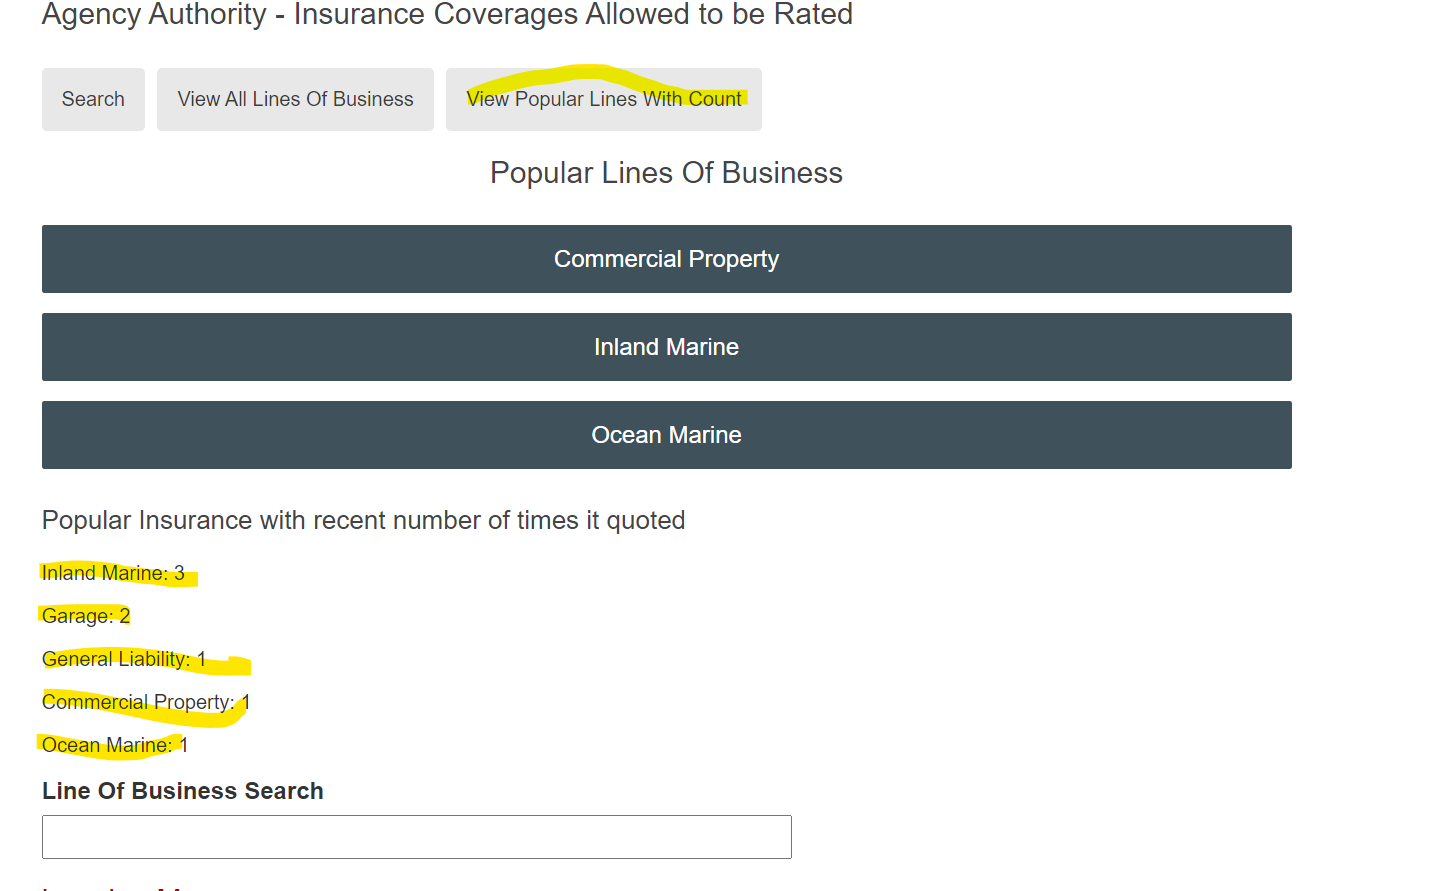 Agency Authority - Insurance Coverages Allowed to be Rated
Search View All Lines Of Business View Popular Lines With Count
Popular Lines Of Business
Commercial Property
Inland Marine
Ocean Marine
Popular Insurance with recent number of times it quoted
Inland Marine: 3
Garage: 2
General Liability: 1
Commercial Property: 1
Ocean Marine: 1
Line Of Business Search